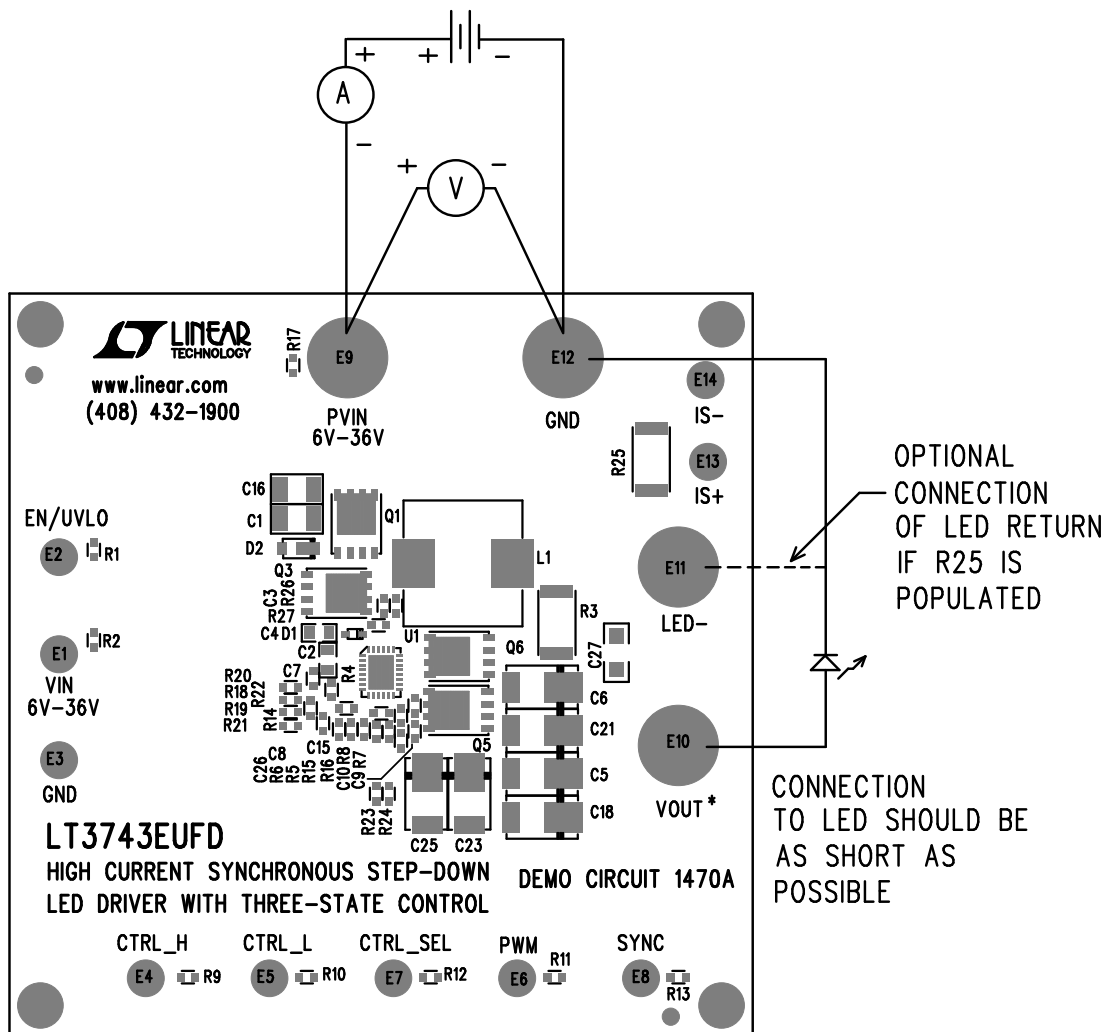 +
+
-
A
-
+
V
-
LINEAR
TECHNOLOGY
www.linear.com
(408) 432-1900
R17
E9
PVIN
6V-36V
E12
GND
E14
IS-
E13
IS+
R25
OPTIONAL
CONNECTION
OF LED RETURN
IF R25 IS
POPULATED
EN/UVLO
E2
R1
C16
C1
D2
Q1
L1
E11
LED-
Q3
C3
R26
R27
C4
D1
U1
R3
E1
R2
VIN
6V-36V
C2
R4
Q6
C27
R20
C7
R18
R22
R19
R21
R14
C6
C21
E10
VOUT*
E3
GND
C26
C8
R6
R5
R15
C15
R16
C10
R8
C9
R7
Q5
C5
C18
R23
R24
C25
C23
CONNECTION
TO LED SHOULD BE
AS SHORT AS
POSSIBLE
LT3743EUFD
HIGH CURRENT SYNCHRONOUS STEP-DOWN
LED DRIVER WITH THREE-STATE CONTROL
DEMO CIRCUIT 1470A
CTRL_H
CTRL_L
CTRL_SEL
PWM
SYNC
E4
R9
E5
R10
E7
R12
E6
R11
E8
R13